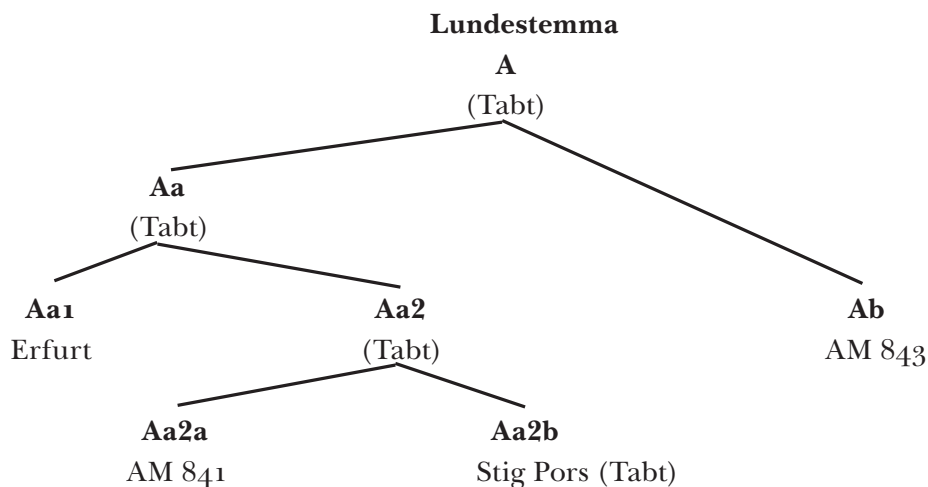 Lundestemma
A
(Tabt)
Aa
(Tabt)
Aa1 Aa2 Ab
Erfurt (Tabt) AM 843
Aa2a Aa2b
AM 841 Stig Pors (Tabt)